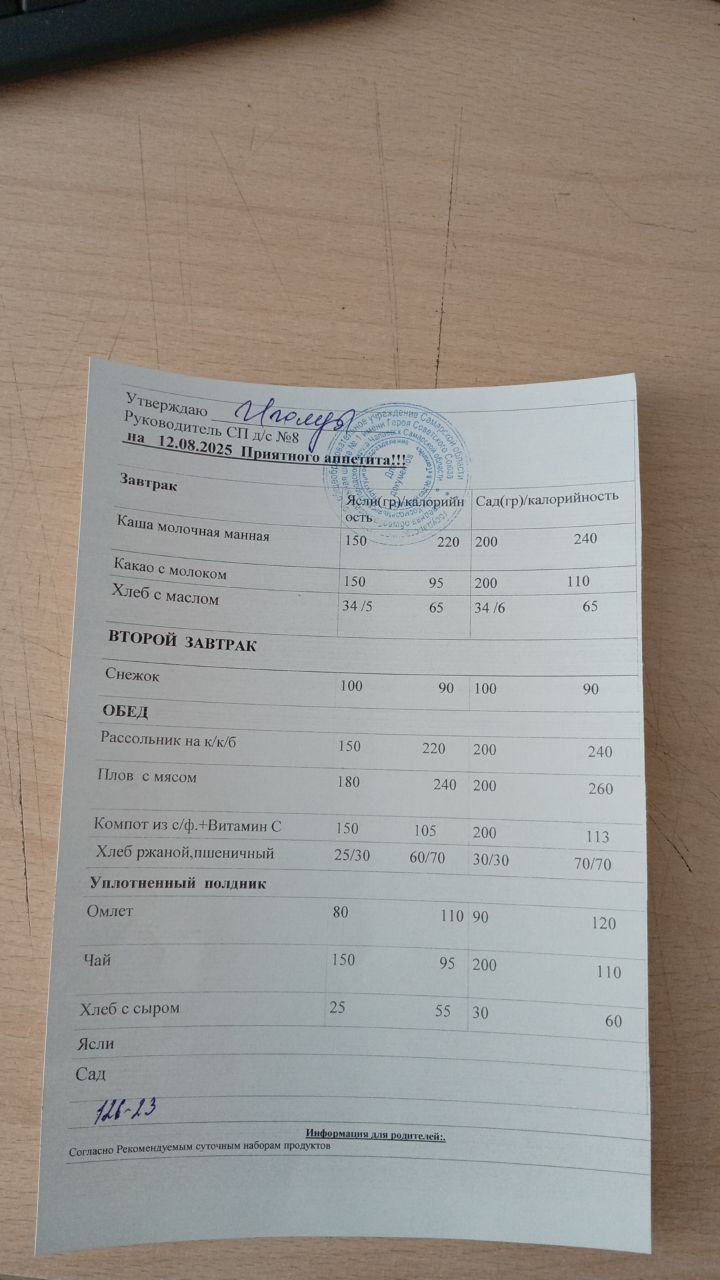 Утверждаю
Руководитель СП д/с №8
на 12.08.2025 Приятного аппетита!!!
Завтрак Ясли(гр)/калорийн Сад(гр)/калорийность
ость
Каша молочная манная 150 220 200 240
Какао с молоком 150 95 200 110
Хлеб с маслом 34 /5 65 34 /6 65
ВТОРОЙ ЗАВТРАК
Снежок 100 90 100 90
ОБЕД
Рассольник на к/к/б 150 220 200 240
Плов с мясом 180 240 200 260
Компот из с/ф.+Витамин С 150 105 200 113
Хлеб ржаной,пшеничный 25/30 60/70 30/30 70/70
Уплотненный полдник
Омлет 80 110 90 120
Чай 150 95 200 110
Хлеб с сыром 25 55 30 60
Ясли
Сад
126-23
Информация для родителей:.
Согласно Рекомендуемым суточным наборам продуктов